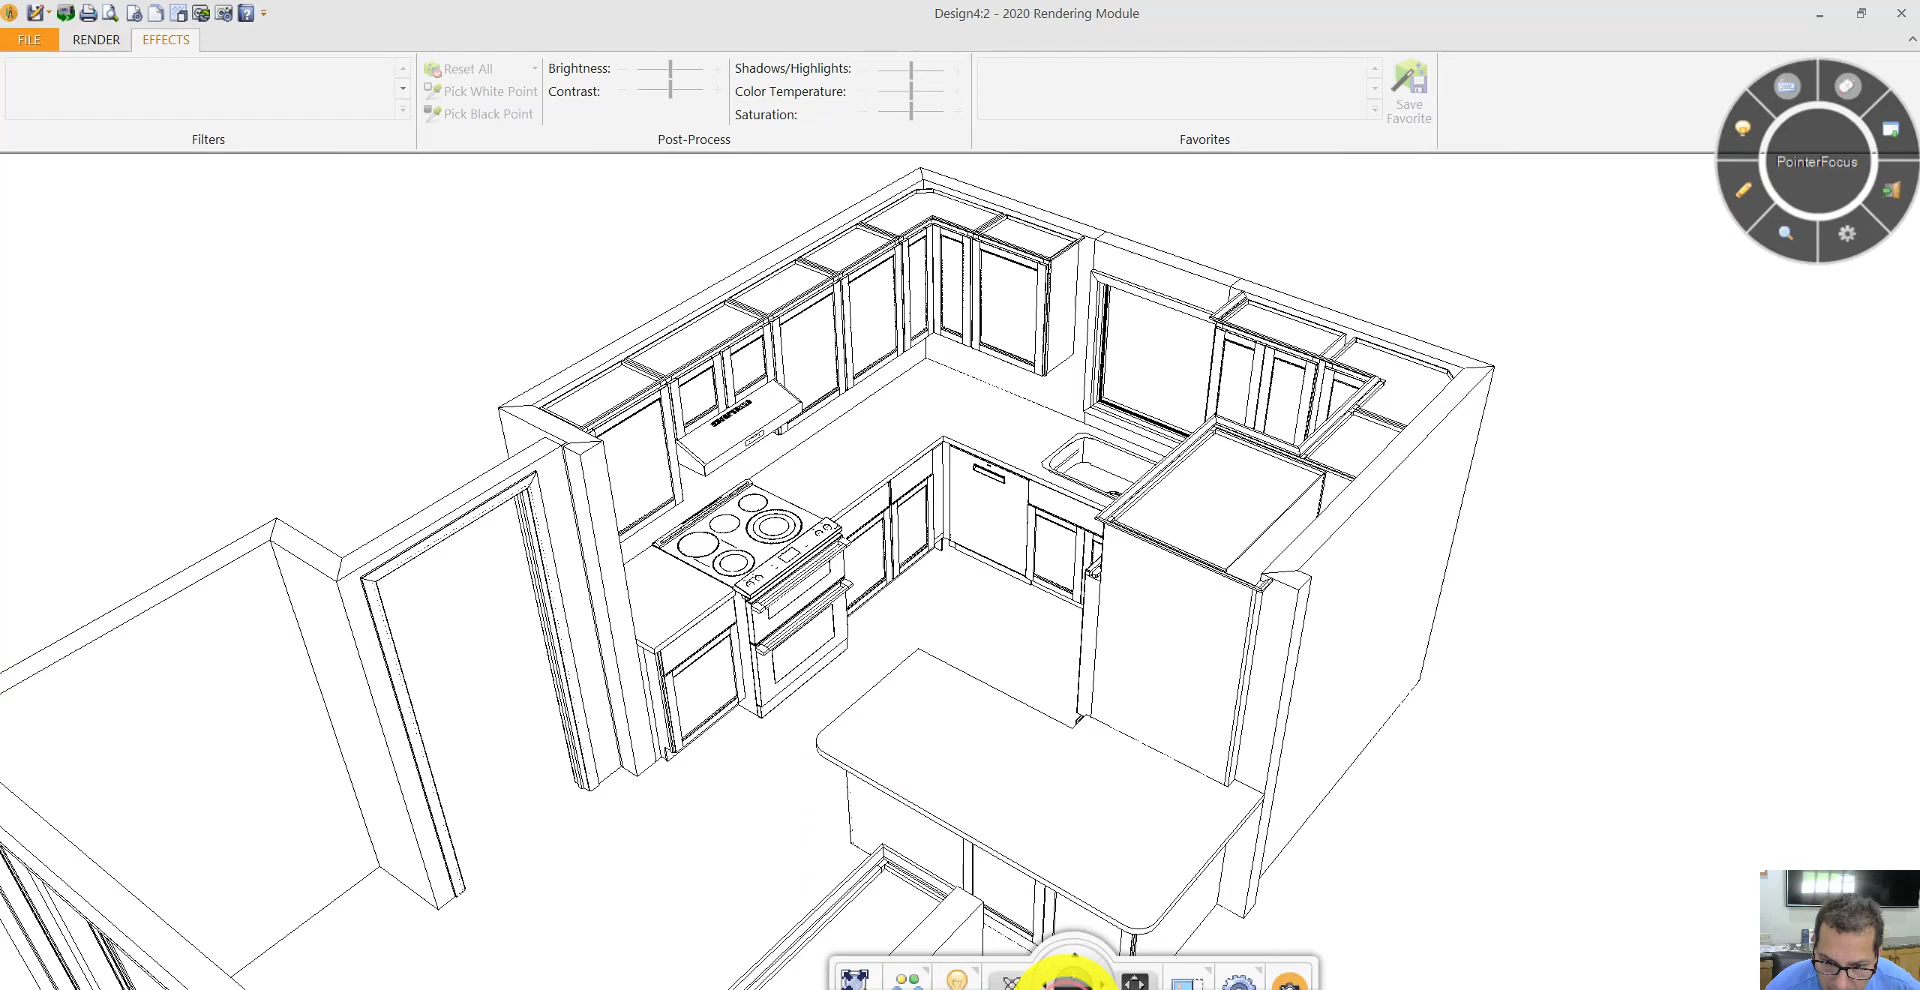 Design4:2 - 2020 Rendering Module
FILE RENDER EFFECTS
Reset All
Pick White Point
Pick Black Point
Brightness:
Contrast:
Shadows/Highlights:
Color Temperature:
Saturation:
Save
Favorite
Filters
Post-Process
Favorites
PointerFocus